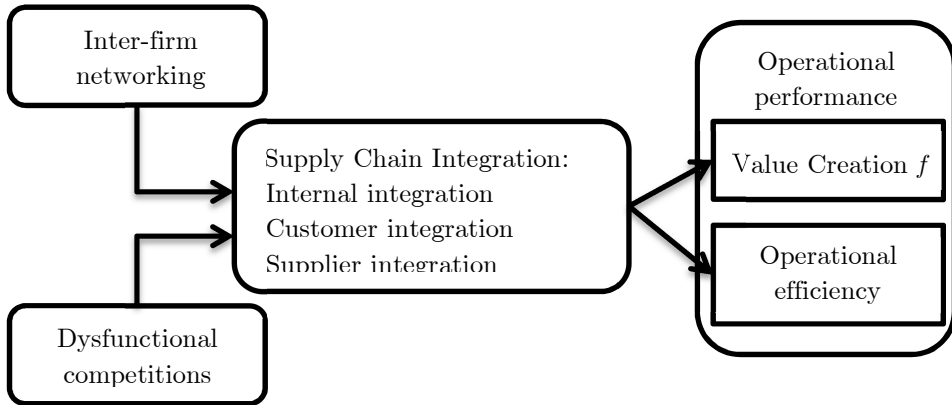 Inter-firm
networking
Supply Chain Integration:
Internal integration
Customer integration
Supplier integration
Dysfunctional
competitions
Operational
performance
Value Creation f
Operational
efficiency